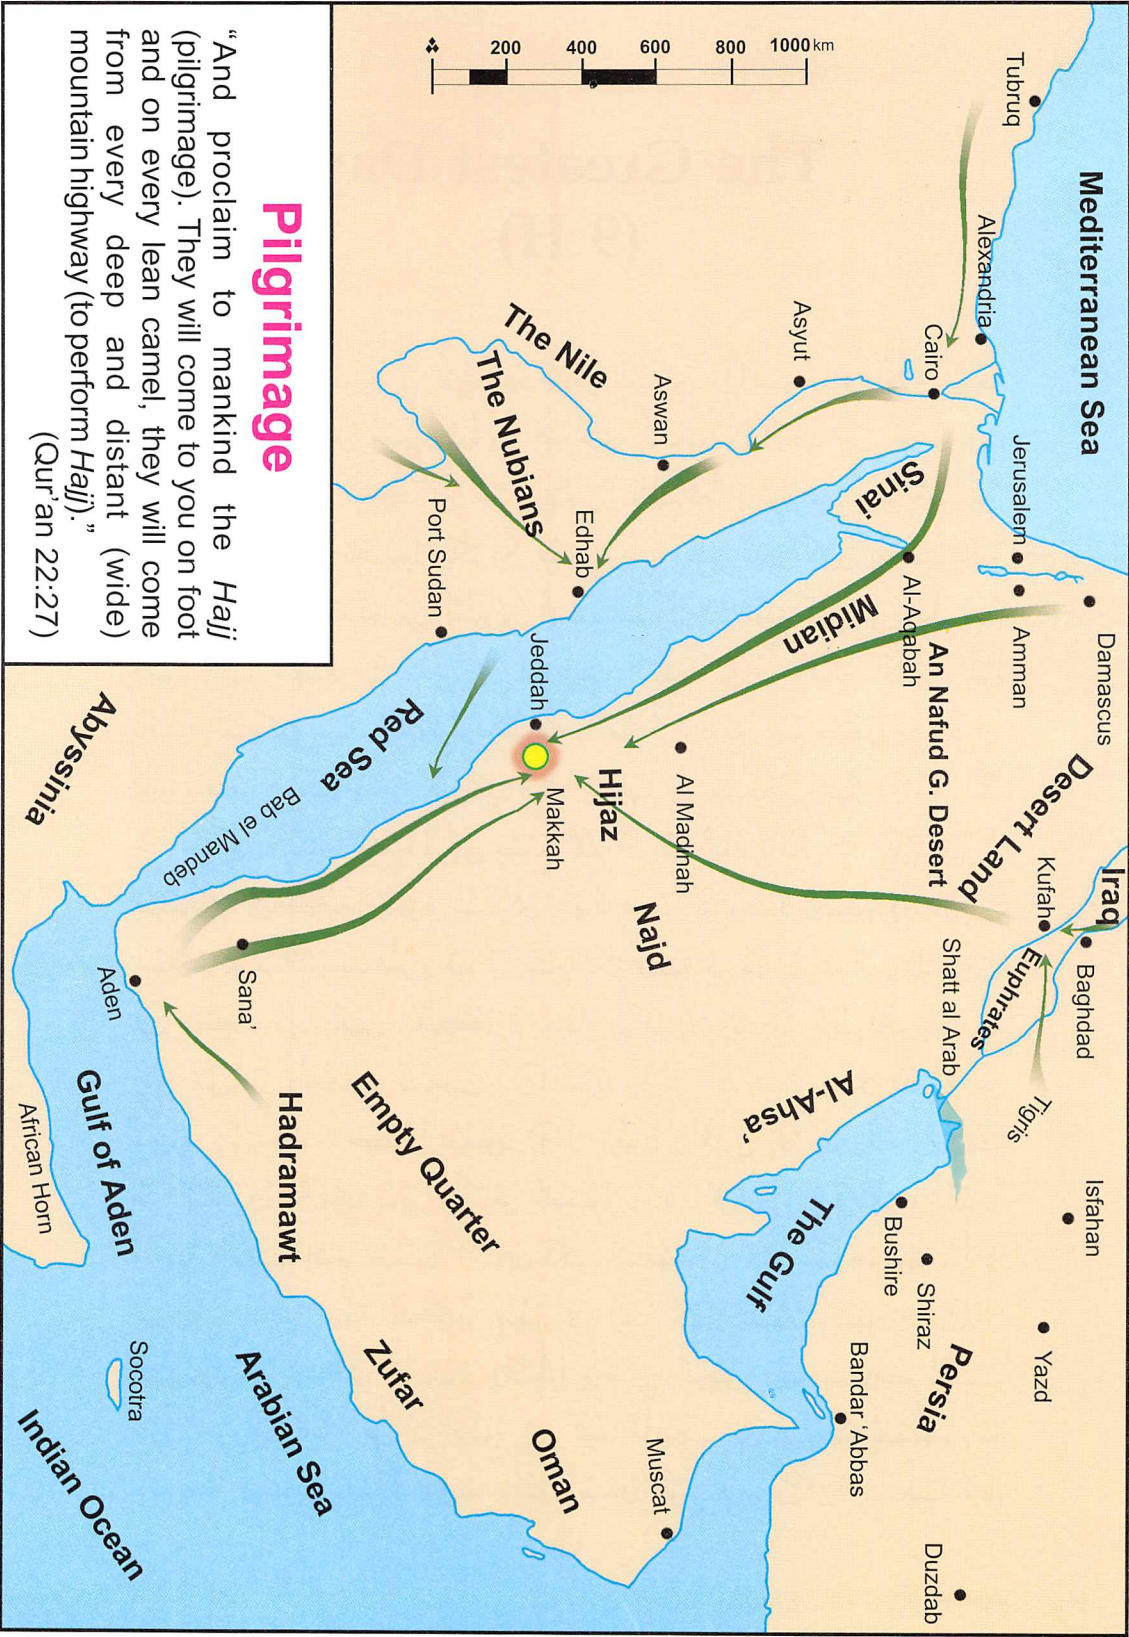 Mediterranean Sea
Tubruq
Alexandria
Cairo
Jerusalem
Amman
Damascus
Desert Land
Iraq
Kufah
Baghdad
Euphrates
Tigris
Shatt al Arab
Isfahan
Yazd
Asyut
Aswan
The Nile
The Nubians
Sinai
Al-Aqabah
Midian
An Nafud G. Desert
Al-Ahsa’
The Gulf
Bushire
Shiraz
Persia
Bandar ‘Abbas
Duzdab
Edhab
Port Sudan
Jeddah
Makkah
Hijaz
Al Madinah
Najd
Red Sea
Bab el Mandeb
Abyssinia
Sana’
Aden
Hadramawt
Empty Quarter
Zufar
Oman
Muscat
Gulf of Aden
African Horn
Socotra
Arabian Sea
Indian Ocean
200 400 600 800 1000 km
Pilgrimage
“And proclaim to mankind the Hajj
(pilgrimage). They will come to you on foot
and on every lean camel, they will come
from every deep and distant (wide)
mountain highway (to perform Hajj).”
(Qur’an 22:27)